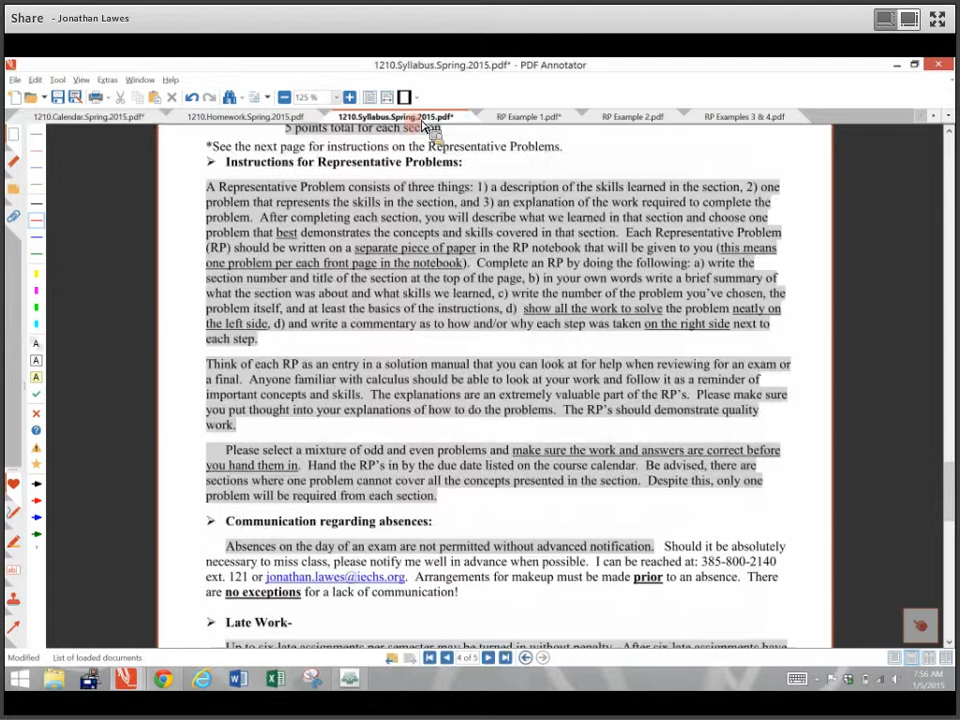 Share - Jonathan Lawes
1210.Syllabus.Spring.2015.pdf* - PDF Annotator
File Edit View Tool Extras Window Help
125 %
1210.Calendar.Spring.2015.pdf* 1210.Homework.Spring.2015.pdf 1210.Syllabus.Spring.2015.pdf* RP Example 1.pdf* RP Example 2.pdf RP Examples 3 & 4.pdf
5 points total for each section
*See the next page for instructions on the Representative Problems.
➢ Instructions for Representative Problems:
A Representative Problem consists of three things: 1) a description of the skills learned in the section, 2) one
problem that represents the skills in the section, and 3) an explanation of the work required to complete the
problem. After completing each section, you will describe what we learned in that section and choose one
problem that best demonstrates the concepts and skills covered in that section. Each Representative Problem
(RP) should be written on a separate piece of paper in the RP notebook that will be given to you (this means
one problem per each front page in the notebook). Complete an RP by doing the following: a) write the
section number and title of the section at the top of the page, b) in your own words write a brief summary of
what the section was about and what skills we learned, c) write the number of the problem you've chosen, the
problem itself, and at least the basics of the instructions, d) show all the work to solve the problem neatly on
the left side, d) and write a commentary as to how and/or why each step was taken on the right side next to
each step.
Think of each RP as an entry in a solution manual that you can look at for help when reviewing for an exam or
a final. Anyone familiar with calculus should be able to look at your work and follow it as a reminder of
important concepts and skills. The explanations are an extremely valuable part of the RP's. Please make sure
you put thought into your explanations of how to do the problems. The RP's should demonstrate quality
work.
Please select a mixture of odd and even problems and make sure the work and answers are correct before
you hand them in. Hand the RP's in by the due date listed on the course calendar. Be advised, there are
sections where one problem cannot cover all the concepts presented in the section. Despite this, only one
problem will be required from each section.
➢ Communication regarding absences:
Absences on the day of an exam are not permitted without advanced notification. Should it be absolutely
necessary to miss class, please notify me well in advance when possible. I can be reached at: 385-800-2140
ext. 121 or jonathan.lawes@iechs.org. Arrangements for makeup must be made prior to an absence. There
are no exceptions for a lack of communication!
➢ Late Work-
Up to six late assignments per semester may be turned in without penalty. After six late assignments have
Modified List of loaded documents 4 of 5
7:56 AM
1/5/2015